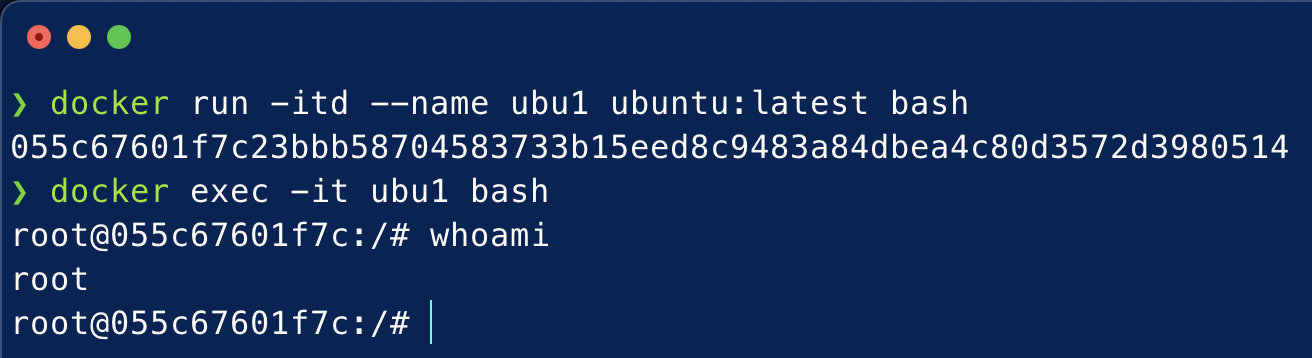 ❯ docker run -itd --name ubu1 ubuntu:latest bash
055c67601f7c23bbb58704583733b15eed8c9483a84dbea4c80d3572d3980514
❯ docker exec -it ubu1 bash
root@055c67601f7c:/# whoami
root
root@055c67601f7c:/#